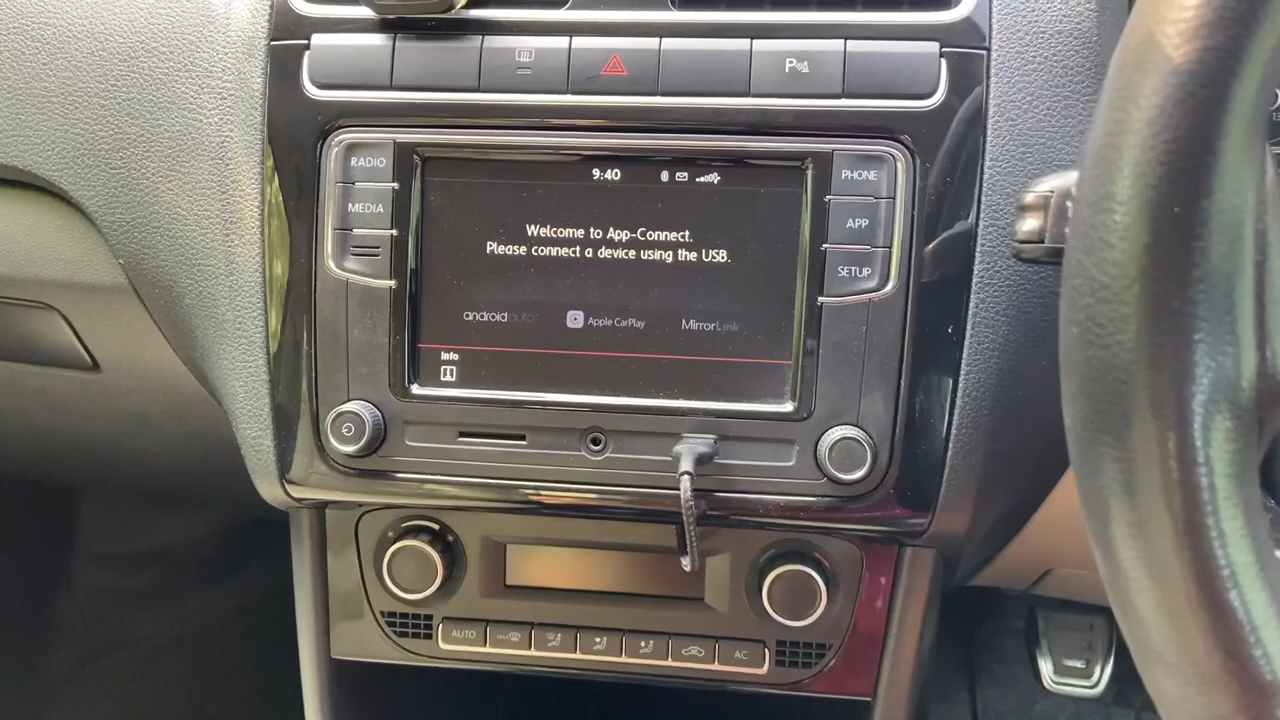 P
RADIO
MEDIA
9:40
Welcome to App-Connect.
Please connect a device using the USB.
androidauto
Apple CarPlay
MirrorLink
Info
i
PHONE
APP
SETUP
AUTO
MAX
AC